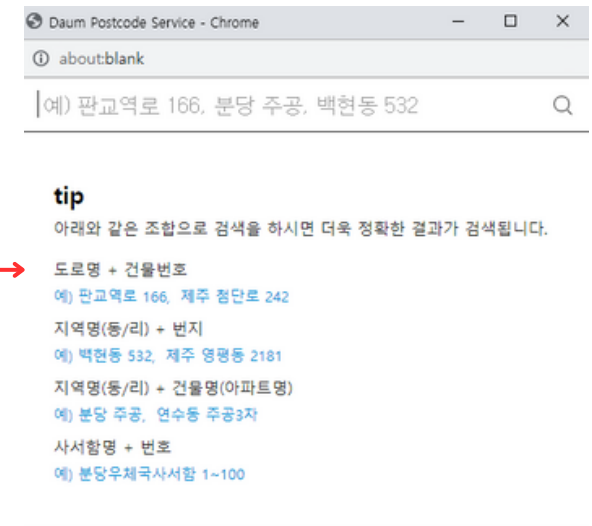 Daum Postcode Service - Chrome
about:blank
예) 판교역로 166, 분당 주공, 백현동 532
tip
아래와 같은 조합으로 검색을 하시면 더욱 정확한 결과가 검색됩니다.
도로명 + 건물번호
예) 판교역로 166, 제주 첨단로 242
지역명(동/리) + 번지
예) 백현동 532, 제주 영평동 2181
지역명(동/리) + 건물명(아파트명)
예) 분당 주공, 연수동 주공3차
사서함명 + 번호
예) 분당우체국사서함 1~100